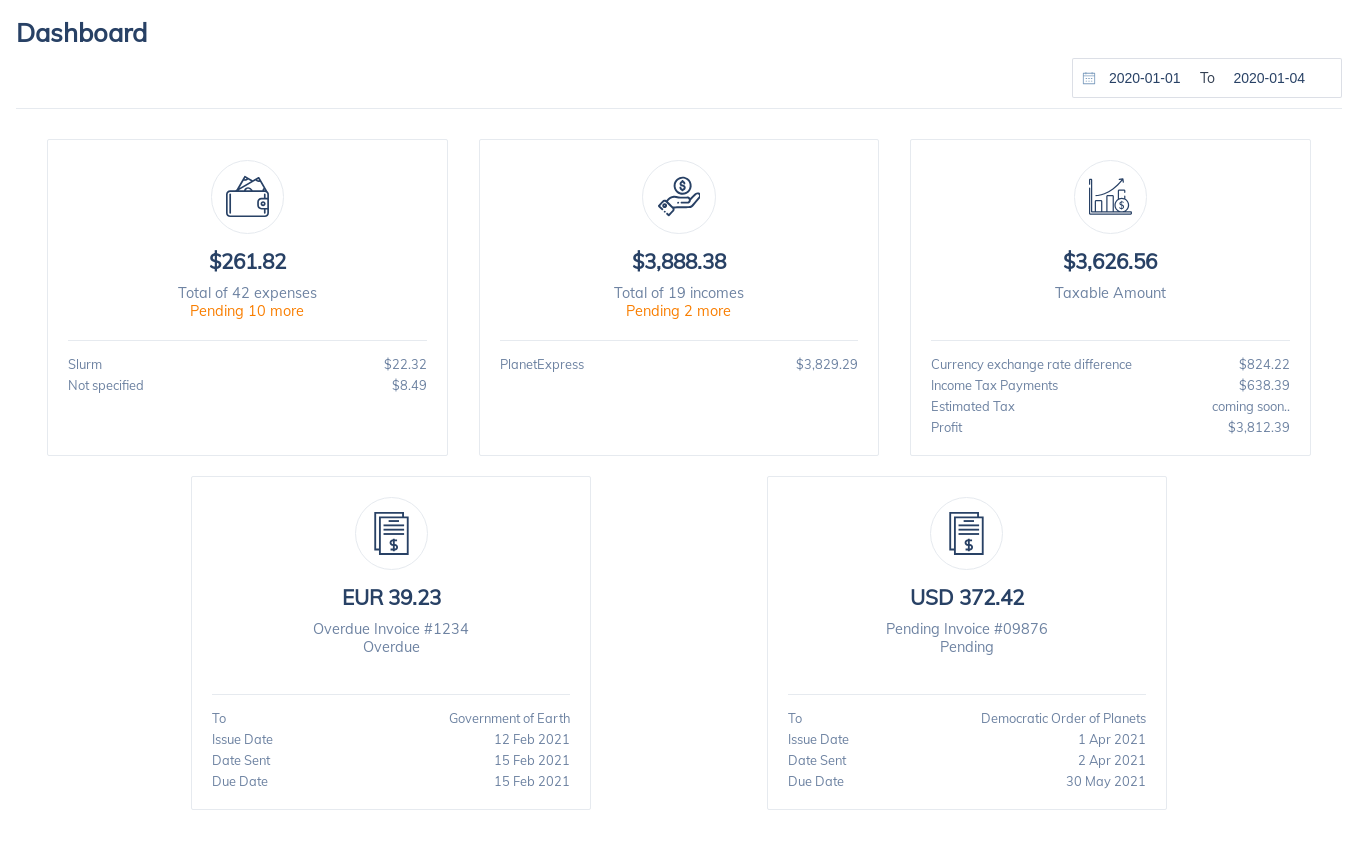 Dashboard
2020-01-01 To 2020-01-04
$261.82
Total of 42 expenses
Pending 10 more
Slurm $22.32
Not specified $8.49
$3,888.38
Total of 19 incomes
Pending 2 more
PlanetExpress $3,829.29
$3,626.56
Taxable Amount
Currency exchange rate difference $824.22
Income Tax Payments $638.39
Estimated Tax coming soon..
Profit $3,812.39
EUR 39.23
Overdue Invoice #1234
Overdue
To Government of Earth
Issue Date 12 Feb 2021
Date Sent 15 Feb 2021
Due Date 15 Feb 2021
USD 372.42
Pending Invoice #09876
Pending
To Democratic Order of Planets
Issue Date 1 Apr 2021
Date Sent 2 Apr 2021
Due Date 30 May 2021